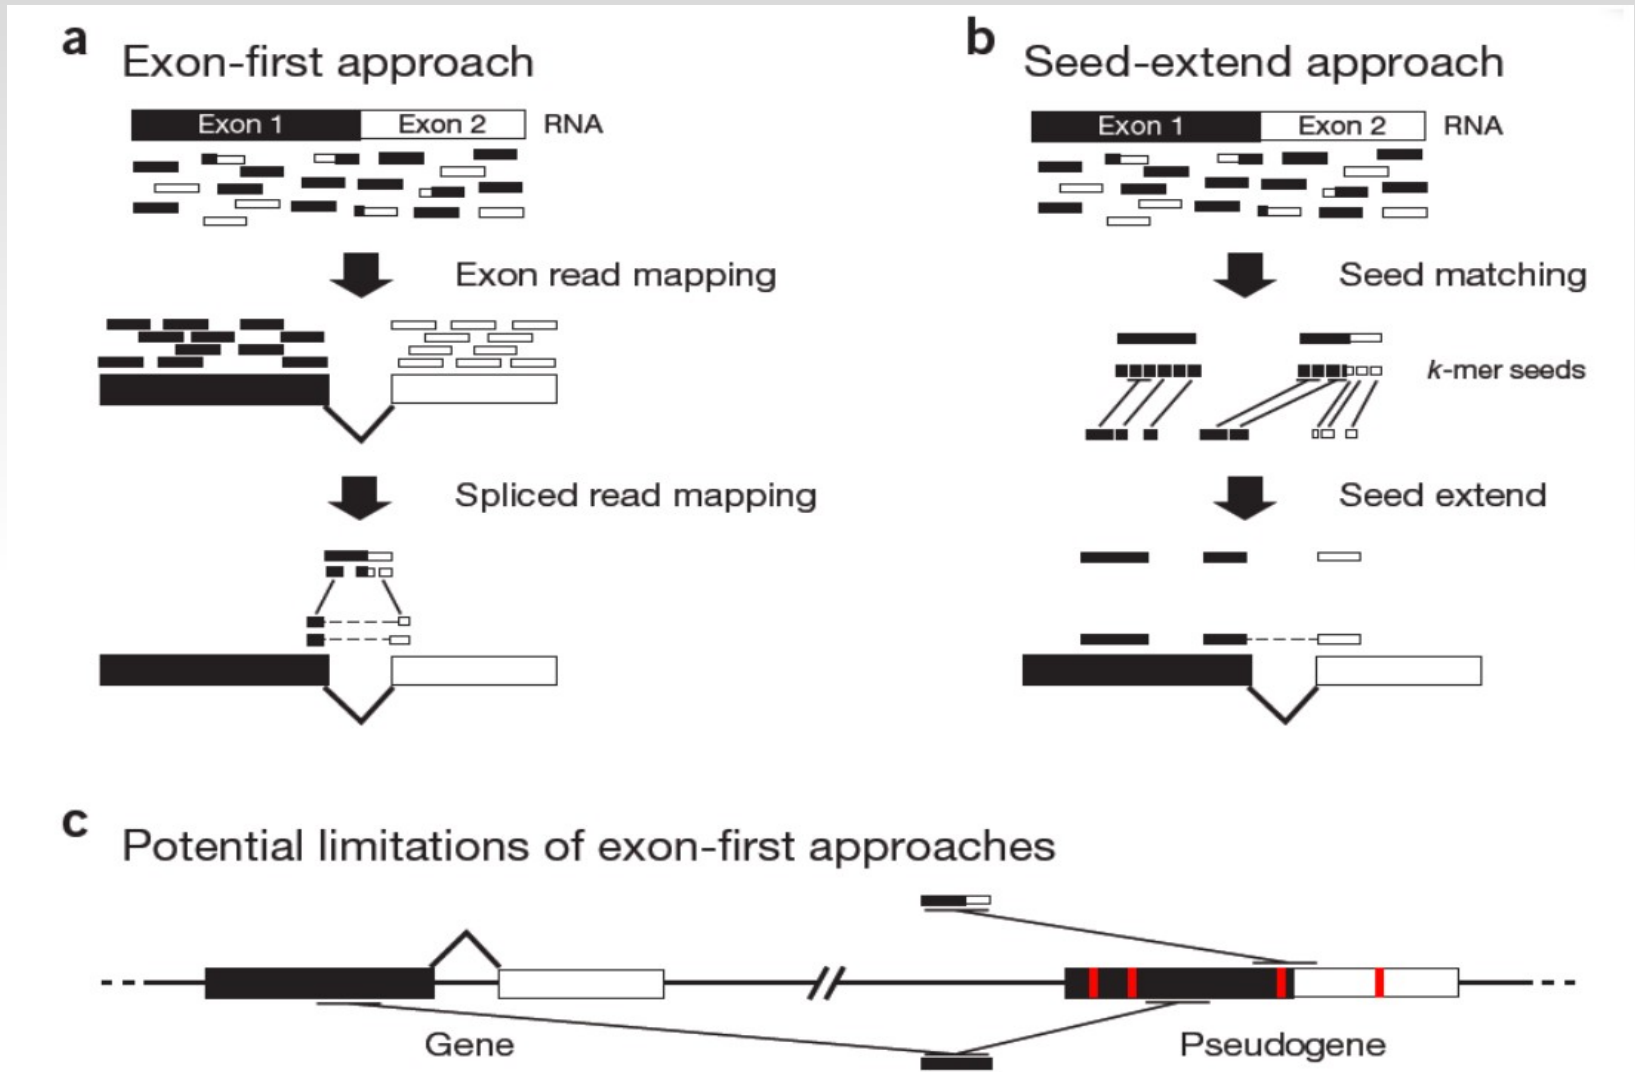 a
Exon-first approach
Exon 1
Exon 2
RNA
Exon read mapping
Spliced read mapping
b
Seed-extend approach
Exon 1
Exon 2
RNA
Seed matching
k-mer seeds
Seed extend
c
Potential limitations of exon-first approaches
Gene
Pseudogene